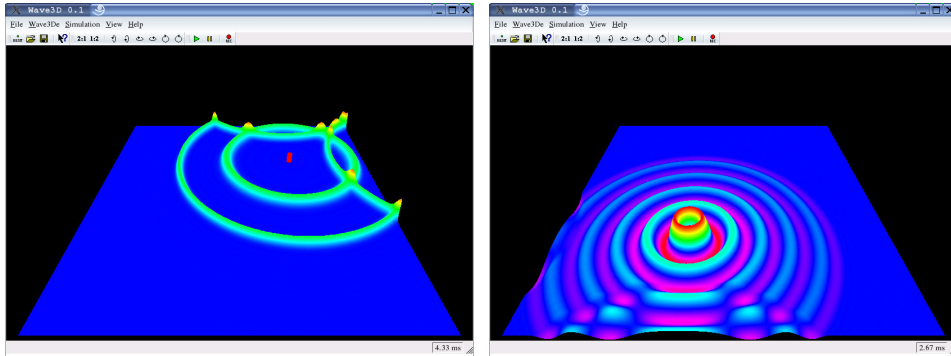 Wave3D 0.1
File Wave3De Simulation View Help
2:1 1:2
4.33 ms
Wave3D 0.1
File Wave3De Simulation View Help
2:1 1:2
2.67 ms